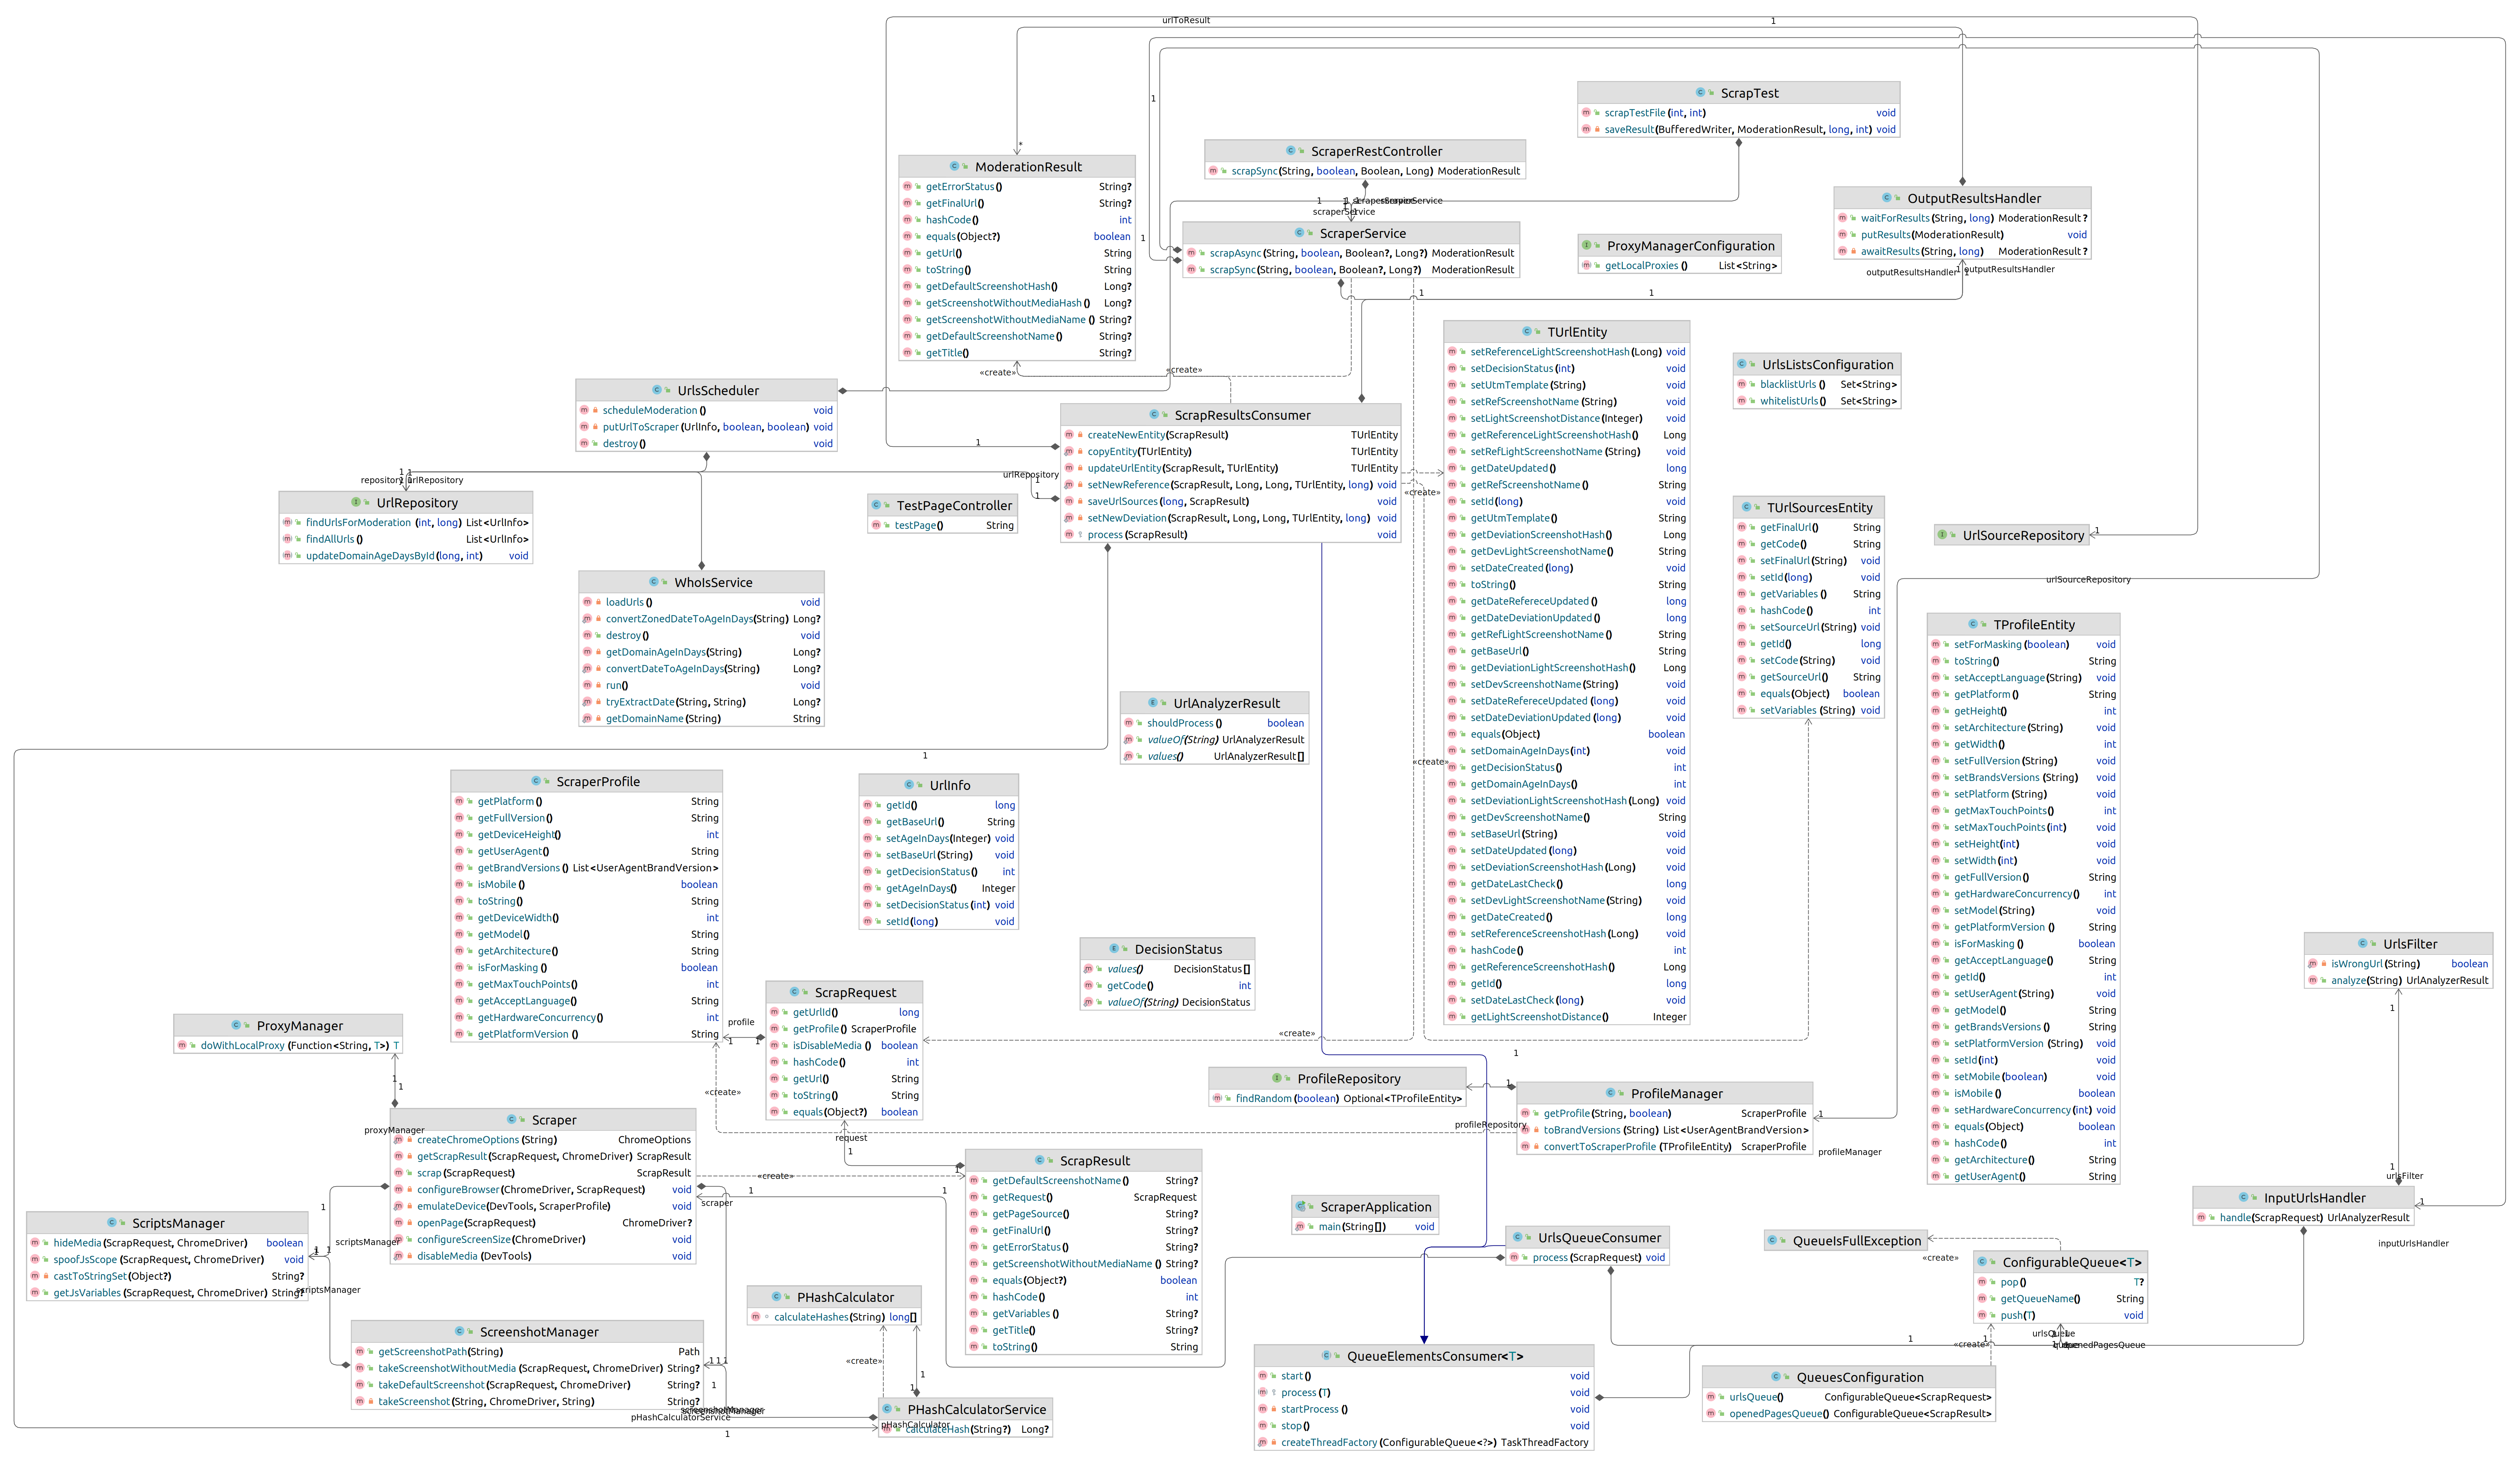 urlToResult
1
1
*
ScrapTest
scrapTestFile(int, int) void
saveResult(BufferedWriter, ModerationResult, long, int) void
ScraperRestController
scrapSync(String, boolean, Boolean, Long) ModerationResult
ModerationResult
getErrorStatus() String?
getFinalUrl() String?
hashCode() int
equals(Object?) boolean
getUrl() String
toString() String
getDefaultScreenshotHash() Long?
getScreenshotWithoutMediaHash() Long?
getScreenshotWithoutMediaName() String?
getDefaultScreenshotName() String?
getTitle() String?
«create»
«create»
1
1
scraperService
scraperService
1
ScraperService
scrapAsync(String, boolean, Boolean?, Long?) ModerationResult
scrapSync(String, boolean, Boolean?, Long?) ModerationResult
1
1
OutputResultsHandler
waitForResults(String, long) ModerationResult?
putResults(ModerationResult) void
awaitResults(String, long) ModerationResult?
outputResultsHandler
1
1
outputResultsHandler
ProxyManagerConfiguration
getLocalProxies() List<String>
TUrlEntity
setReferenceLightScreenshotHash(Long) void
setDecisionStatus(int) void
setUtmTemplate(String) void
setRefScreenshotName(String) void
setLightScreenshotDistance(Integer) void
getReferenceLightScreenshotHash() Long
setRefLightScreenshotName(String) void
getDateUpdated() long
getRefScreenshotName() String
setId(long) void
getUtmTemplate() String
getDeviationScreenshotHash() Long
getDevLightScreenshotName() String
setDateCreated(long) void
toString() String
getDateRefereceUpdated() long
getDateDeviationUpdated() long
getRefLightScreenshotName() String
getBaseUrl() String
getDeviationLightScreenshotHash() Long
setDevScreenshotName(String) void
setDateRefereceUpdated(long) void
setDateDeviationUpdated(long) void
equals(Object) boolean
setDomainAgeInDays(int) void
getDecisionStatus() int
getDomainAgeInDays() int
setDeviationLightScreenshotHash(Long) void
getDevScreenshotName() String
setBaseUrl(String) void
setDateUpdated(long) void
setDeviationScreenshotHash(Long) void
getDateLastCheck() long
setDevLightScreenshotName(String) void
getDateCreated() long
setReferenceScreenshotHash(Long) void
hashCode() int
getReferenceScreenshotHash() Long
getId() long
setDateLastCheck(long) void
getLightScreenshotDistance() Integer
UrlsListsConfiguration
blacklistUrls() Set<String>
whitelistUrls() Set<String>
UrlsScheduler
scheduleModeration() void
putUrlToScraper(UrlInfo, boolean, boolean) void
destroy() void
ScrapResultsConsumer
createNewEntity(ScrapResult) TUrlEntity
copyEntity(TUrlEntity) TUrlEntity
updateUrlEntity(ScrapResult, TUrlEntity) TUrlEntity
setNewReference(ScrapResult, Long, Long, TUrlEntity, long) void
saveUrlSources(long, ScrapResult) void
setNewDeviation(ScrapResult, Long, Long, TUrlEntity, long) void
process(ScrapResult) void
1
urlRepository
1
1
«create»
«create»
1
1
repository
urlRepository
UrlRepository
findUrlsForModeration(int, long) List<UrlInfo>
findAllUrls() List<UrlInfo>
updateDomainAgeDaysById(long, int) void
TestPageController
testPage() String
TUrlSourcesEntity
getFinalUrl() String
getCode() String
setFinalUrl(String) void
setId(long) void
getVariables() String
hashCode() int
setSourceUrl(String) void
getId() long
setCode(String) void
getSourceUrl() String
equals(Object) boolean
setVariables(String) void
UrlSourceRepository
1
urlSourceRepository
WhoIsService
loadUrls() void
convertZonedDateToAgeInDays(String) Long?
destroy() void
getDomainAgeInDays(String) Long?
convertDateToAgeInDays(String) Long?
run() void
tryExtractDate(String, String) Long?
getDomainName(String) String
TProfileEntity
setForMasking(boolean) void
toString() String
setAcceptLanguage(String) void
getPlatform() String
getHeight() int
setArchitecture(String) void
getWidth() int
setFullVersion(String) void
setBrandsVersions(String) void
setPlatform(String) void
getMaxTouchPoints() int
setMaxTouchPoints(int) void
setHeight(int) void
setWidth(int) void
getFullVersion() String
getHardwareConcurrency() int
setModel(String) void
getPlatformVersion() String
isForMasking() boolean
getAcceptLanguage() String
getId() int
setUserAgent(String) void
getModel() String
getBrandsVersions() String
setPlatformVersion(String) void
setId(int) void
setMobile(boolean) void
isMobile() boolean
setHardwareConcurrency(int) void
equals(Object) boolean
hashCode() int
getArchitecture() String
getUserAgent() String
UrlAnalyzerResult
shouldProcess() boolean
valueOf(String) UrlAnalyzerResult
values() UrlAnalyzerResult[]
1
ScraperProfile
getPlatform() String
getFullVersion() String
getDeviceHeight() int
getUserAgent() String
getBrandVersions() List<UserAgentBrandVersion>
isMobile() boolean
toString() String
getDeviceWidth() int
getModel() String
getArchitecture() String
isForMasking() boolean
getMaxTouchPoints() int
getAcceptLanguage() String
getHardwareConcurrency() int
getPlatformVersion() String
UrlInfo
getId() long
getBaseUrl() String
setAgeInDays(Integer) void
setBaseUrl(String) void
getDecisionStatus() int
getAgeInDays() Integer
setDecisionStatus(int) void
setId(long) void
DecisionStatus
values() DecisionStatus[]
getCode() int
valueOf(String) DecisionStatus
UrlsFilter
isWrongUrl(String) boolean
analyze(String) UrlAnalyzerResult
1
1
urlsFilter
ScrapRequest
getUrlId() long
getProfile() ScraperProfile
isDisableMedia() boolean
hashCode() int
getUrl() String
toString() String
equals(Object?) boolean
profile
1
1
«create»
«create»
request
1
1
ProxyManager
doWithLocalProxy(Function<String, T>) T
1
1
proxyManager
ProfileRepository
findRandom(boolean) Optional<TProfileEntity>
1
1
profileRepository
ProfileManager
getProfile(String, boolean) ScraperProfile
toBrandVersions(String) List<UserAgentBrandVersion>
convertToScraperProfile(TProfileEntity) ScraperProfile
1
profileManager
Scraper
createChromeOptions(String) ChromeOptions
getScrapResult(ScrapRequest, ChromeDriver) ScrapResult
scrap(ScrapRequest) ScrapResult
configureBrowser(ChromeDriver, ScrapRequest) void
emulateDevice(DevTools, ScraperProfile) void
openPage(ScrapRequest) ChromeDriver?
configureScreenSize(ChromeDriver) void
disableMedia(DevTools) void
«create»
1
1
scraper
ScrapResult
getDefaultScreenshotName() String?
getRequest() ScrapRequest
getPageSource() String?
getFinalUrl() String?
getErrorStatus() String?
getScreenshotWithoutMediaName() String?
equals(Object?) boolean
hashCode() int
getVariables() String?
getTitle() String?
toString() String
ScriptsManager
hideMedia(ScrapRequest, ChromeDriver) boolean
spoofJsScope(ScrapRequest, ChromeDriver) void
castToStringSet(Object?) String?
getJsVariables(ScrapRequest, ChromeDriver) String?
1
1
1
scriptsManager
scriptsManager
ScraperApplication
main(String[]) void
UrlsQueueConsumer
process(ScrapRequest) void
QueueIsFullException
«create»
InputUrlsHandler
handle(ScrapRequest) UrlAnalyzerResult
1
inputUrlsHandler
ConfigurableQueue<T>
pop() T?
getQueueName() String
push(T) void
«create»
1
urlsQueue
openedPagesQueue
1
PHashCalculator
calculateHashes(String) long[]
«create»
1
1
ScreenshotManager
getScreenshotPath(String) Path
takeScreenshotWithoutMedia(ScrapRequest, ChromeDriver) String?
takeDefaultScreenshot(ScrapRequest, ChromeDriver) String?
takeScreenshot(String, ChromeDriver, String) String?
1
1
1
1
screenshotManager
pHashCalculatorService
1
PHashCalculatorService
pHashCalculator
calculateHash(String?) Long?
QueueElementsConsumer<T>
start() void
process(T) void
startProcess() void
stop() void
createThreadFactory(ConfigurableQueue<?>) TaskThreadFactory
QueuesConfiguration
urlsQueue() ConfigurableQueue<ScrapRequest>
openedPagesQueue() ConfigurableQueue<ScrapResult>